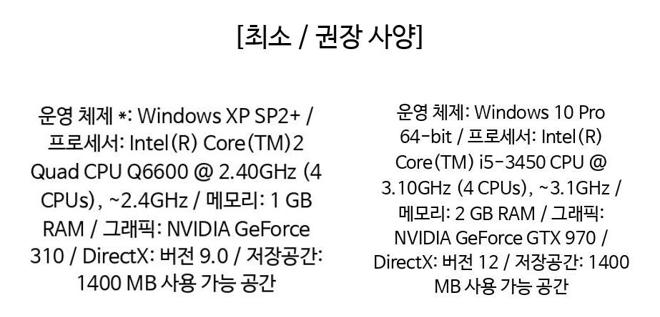 [최소 / 권장 사양]
운영 체제 *: Windows XP SP2+ /
프로세서: Intel(R) Core(TM)2
Quad CPU Q6600 @ 2.40GHz (4
CPUs), ~2.4GHz / 메모리: 1 GB
RAM / 그래픽: NVIDIA GeForce
310 / DirectX: 버전 9.0 / 저장공간:
1400 MB 사용 가능 공간
운영 체제: Windows 10 Pro
64-bit / 프로세서: Intel(R)
Core(TM) i5-3450 CPU @
3.10GHz (4 CPUs), ~3.1GHz /
메모리: 2 GB RAM / 그래픽:
NVIDIA GeForce GTX 970 /
DirectX: 버전 12 / 저장공간: 1400
MB 사용 가능 공간